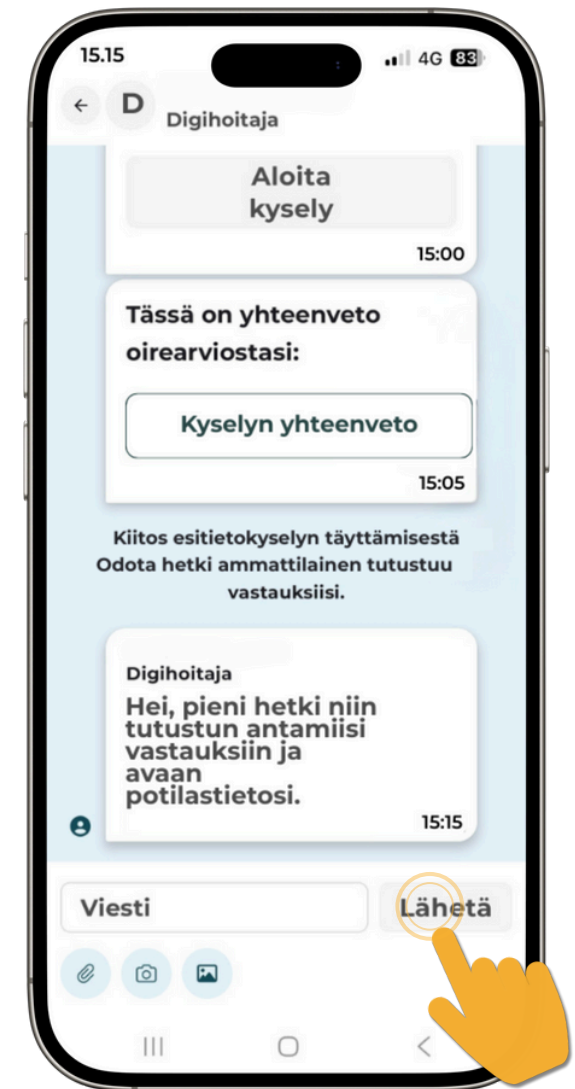 15.15
4G 83
D
Digihoitaja
Aloita
kysely
15:00
Tässä on yhteenveto
oirearviostasi:
Kyselyn yhteenveto
15:05
Kiitos esitietokyselyn täyttämisestä
Odota hetki ammattilainen tutustuu
vastauksiisi.
Digihoitaja
Hei, pieni hetki niin
tutustun antamiisi
vastauksiin ja
avaan
potilastietosi.
15:15
Viesti
Lähetä